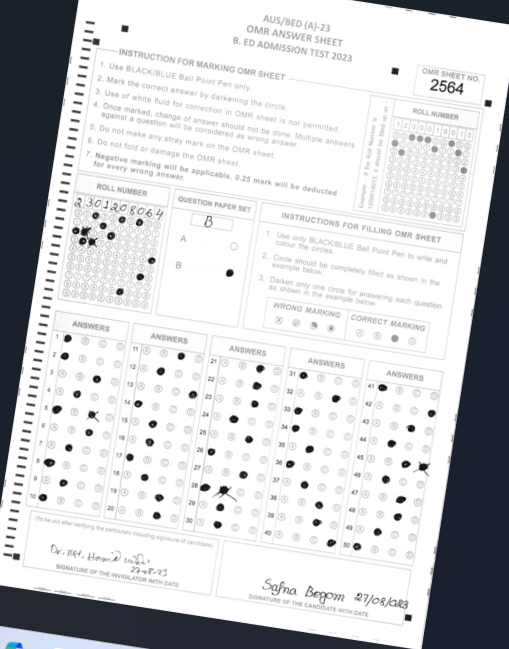 AUS/BED (A)-23
OMR ANSWER SHEET
B. ED ADMISSION TEST 2023
INSTRUCTION FOR MARKING OMR SHEET
1. Use BLACK/BLUE Ball Point Pen only.
2. Mark the correct answer by darkening the circle.
3. Use of white fluid for correction in OMR sheet is not permitted.
4. Once marked, change of answer should not be done. Multiple answers
against a question will be considered as wrong answer.
5. Do not make any stray mark on the OMR sheet.
6. Do not fold or damage the OMR sheet.
7. Negative marking will be applicable. 0.25 mark will be deducted
for every wrong answer.
OMR SHEET NO.
2564
ROLL NUMBER
ROLL NUMBER
2301208064
QUESTION PAPER SET
B
A
B
INSTRUCTIONS FOR FILLING OMR SHEET
1. Use only BLACK/BLUE Ball Point Pen to write and
colour the circles.
2. Circle should be completely filled as shown in the
example below.
3. Darken only one circle for answering each question
as shown in the example below.
WRONG MARKING
CORRECT MARKING
ANSWERS
ANSWERS
ANSWERS
ANSWERS
ANSWERS
1 2 3 4 5 6 7 8 9 10
11 12 13 14 15 16 17 18 19 20
21 22 23 24 25 26 27 28 29 30
31 32 33 34 35 36 37 38 39 40
41 42 43 44 45 46 47 48 49 50
(To be put after verifying the particulars including signature of candidate)
SIGNATURE OF THE INVIGILATOR WITH DATE
Safna Begom 27/08/2023
SIGNATURE OF THE CANDIDATE WITH DATE